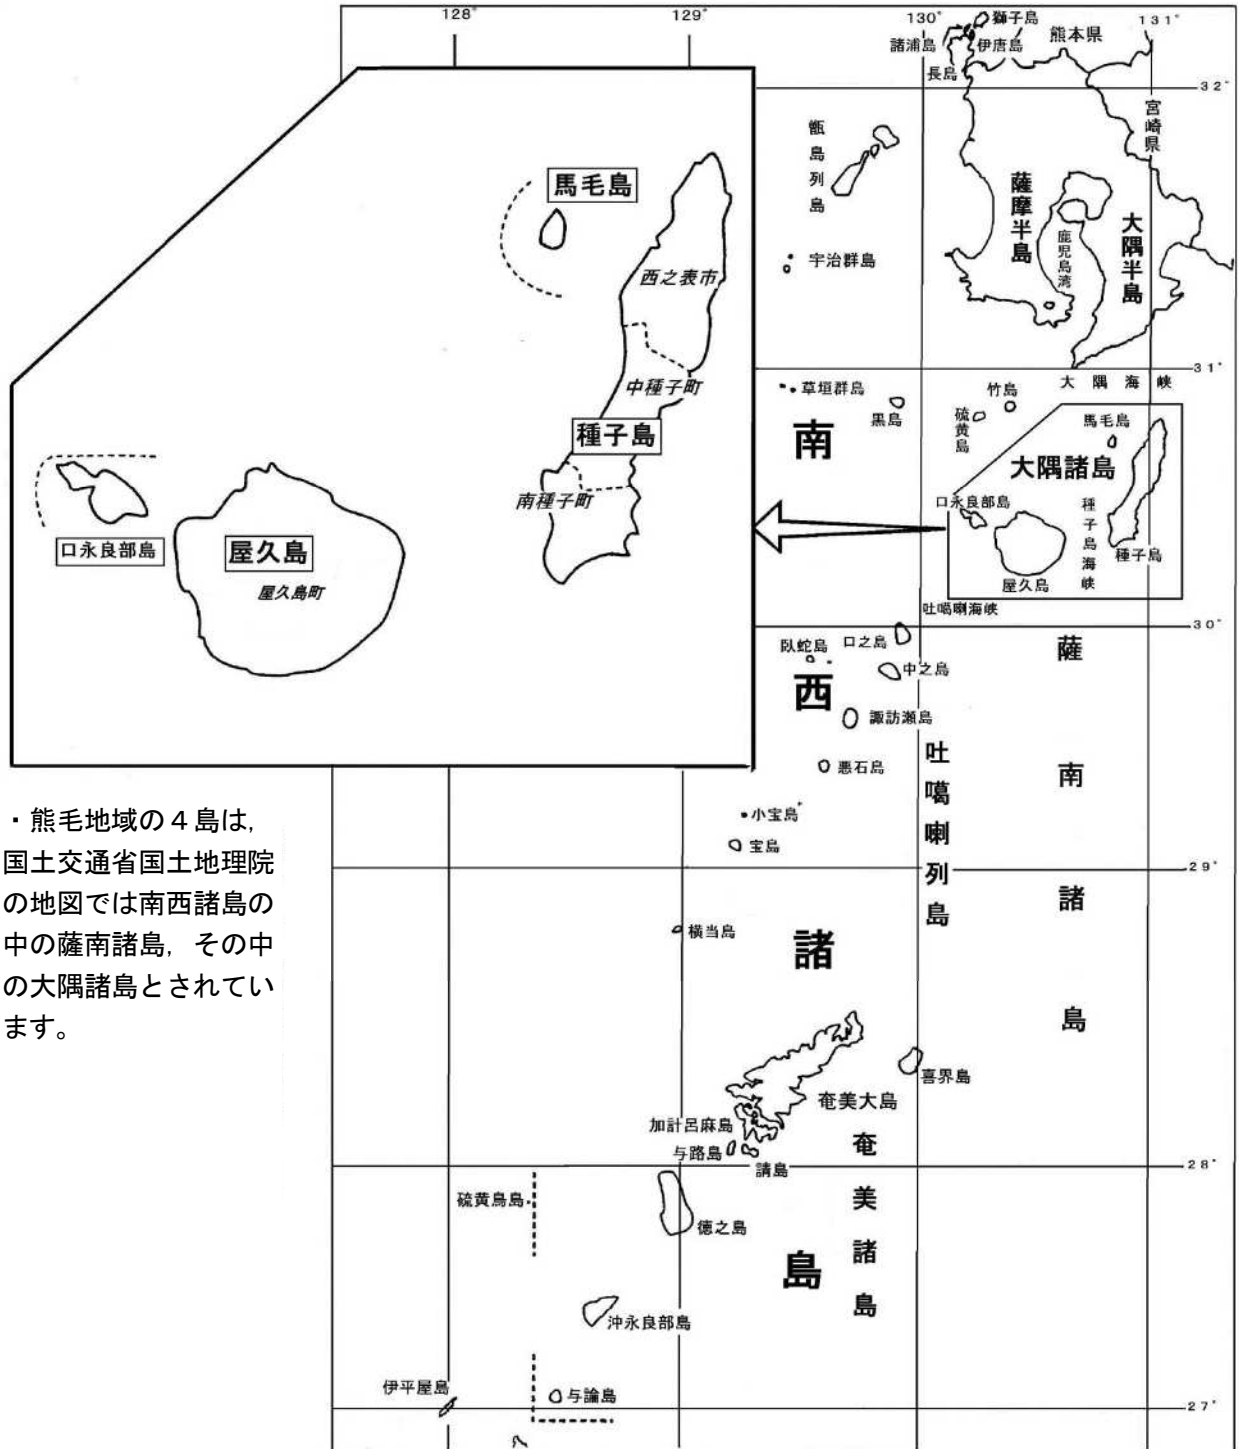 128°
129°
130°
131°
獅子島
諸浦島
伊唐島
熊本県
長島
32°
宮崎県
甑島列島
薩摩半島
大隅半島
鹿児島湾
宇治群島
31°
大隅海峡
草垣群島
黒島
竹島
硫黄島
馬毛島
大隅諸島
口永良部島
種子島海峡
種子島
屋久島
吐噶喇海峡
30°
馬毛島
西之表市
中種子町
種子島
南種子町
口永良部島
屋久島
屋久島町
南西諸島
薩南諸島
臥蛇島
口之島
中之島
諏訪瀬島
悪石島
吐噶喇列島
小宝島
宝島
29°
・熊毛地域の4島は,
国土交通省国土地理院
の地図では南西諸島の
中の薩南諸島,その中
の大隅諸島とされてい
ます。
横当島
喜界島
奄美大島
加計呂麻島
与路島
請島
28°
奄美諸島
硫黄鳥島
徳之島
沖永良部島
伊平屋島
与論島
27°